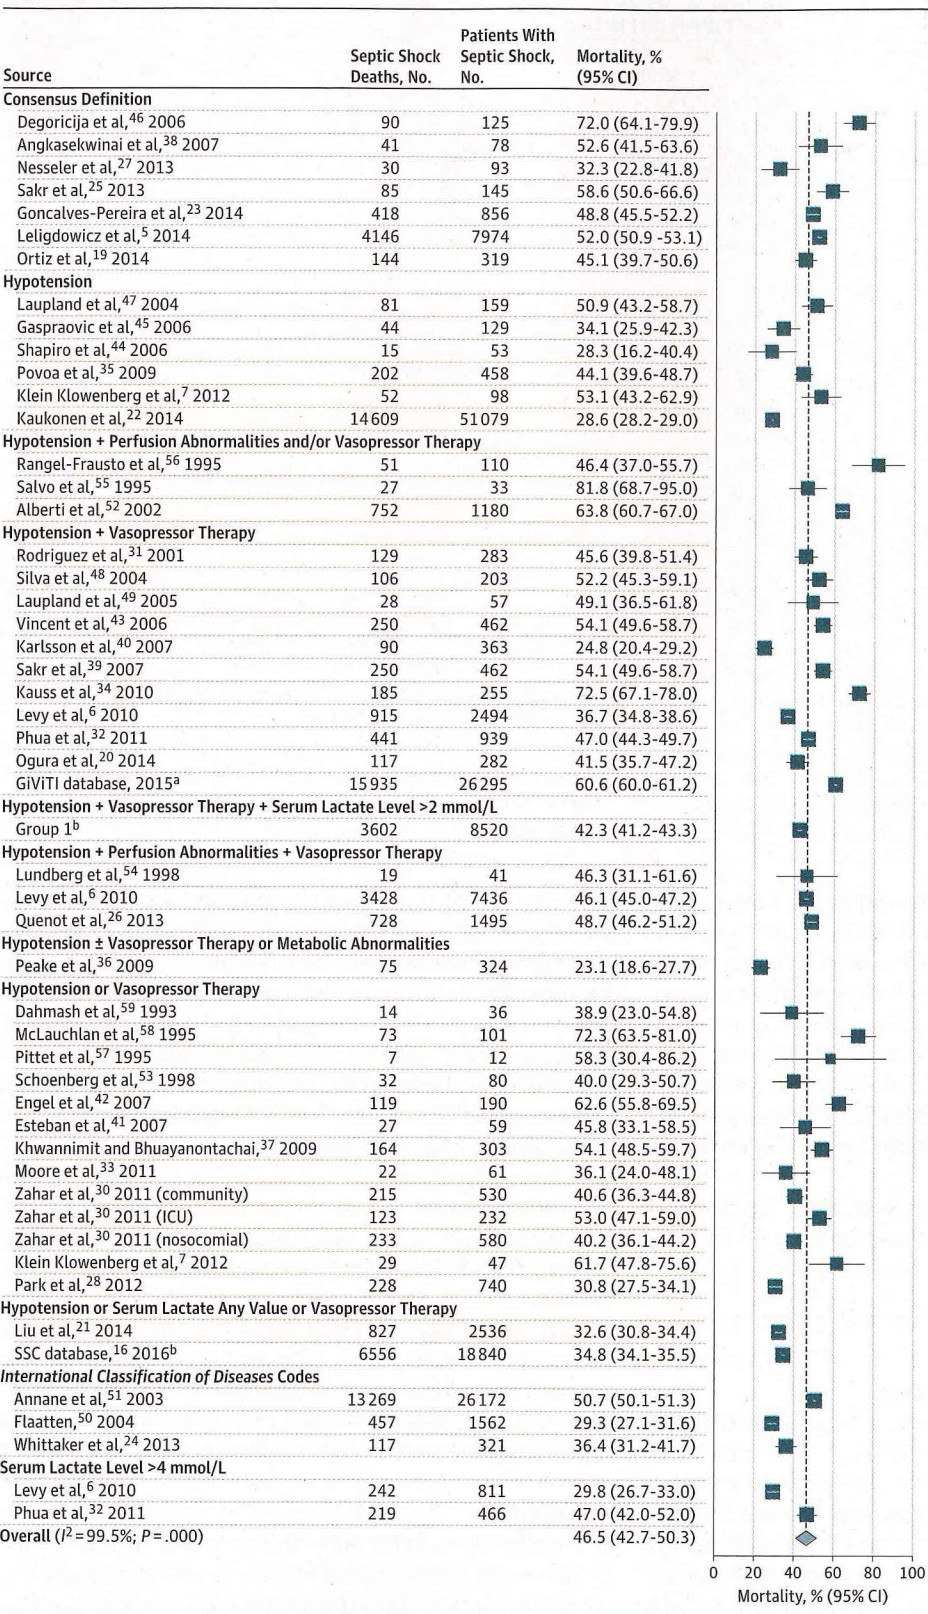 Patients With
Septic Shock Septic Shock, Mortality, %
Source Deaths, No. No. (95% CI)
Consensus Definition
Degoricija et al,46 2006 90 125 72.0 (64.1-79.9)
Angkasekwinai et al,38 2007 41 78 52.6 (41.5-63.6)
Nesseler et al,27 2013 30 93 32.3 (22.8-41.8)
Sakr et al,25 2013 85 145 58.6 (50.6-66.6)
Goncalves-Pereira et al,23 2014 418 856 48.8 (45.5-52.2)
Leligdowicz et al,5 2014 4146 7974 52.0 (50.9 -53.1)
Ortiz et al,19 2014 144 319 45.1 (39.7-50.6)
Hypotension
Laupland et al,47 2004 81 159 50.9 (43.2-58.7)
Gaspraovic et al,45 2006 44 129 34.1 (25.9-42.3)
Shapiro et al,44 2006 15 53 28.3 (16.2-40.4)
Povoa et al,35 2009 202 458 44.1 (39.6-48.7)
Klein Klowenberg et al,7 2012 52 98 53.1 (43.2-62.9)
Kaukonen et al,22 2014 14609 51079 28.6 (28.2-29.0)
Hypotension + Perfusion Abnormalities and/or Vasopressor Therapy
Rangel-Frausto et al,56 1995 51 110 46.4 (37.0-55.7)
Salvo et al,55 1995 27 33 81.8 (68.7-95.0)
Alberti et al,52 2002 752 1180 63.8 (60.7-67.0)
Hypotension + Vasopressor Therapy
Rodriguez et al,31 2001 129 283 45.6 (39.8-51.4)
Silva et al,48 2004 106 203 52.2 (45.3-59.1)
Laupland et al,49 2005 28 57 49.1 (36.5-61.8)
Vincent et al,43 2006 250 462 54.1 (49.6-58.7)
Karlsson et al,40 2007 90 363 24.8 (20.4-29.2)
Sakr et al,39 2007 250 462 54.1 (49.6-58.7)
Kauss et al,34 2010 185 255 72.5 (67.1-78.0)
Levy et al,6 2010 915 2494 36.7 (34.8-38.6)
Phua et al,32 2011 441 939 47.0 (44.3-49.7)
Ogura et al,20 2014 117 282 41.5 (35.7-47.2)
GiViTI database, 2015a 15935 26295 60.6 (60.0-61.2)
Hypotension + Vasopressor Therapy + Serum Lactate Level >2 mmol/L
Group 1b 3602 8520 42.3 (41.2-43.3)
Hypotension + Perfusion Abnormalities + Vasopressor Therapy
Lundberg et al,54 1998 19 41 46.3 (31.1-61.6)
Levy et al,6 2010 3428 7436 46.1 (45.0-47.2)
Quenot et al,26 2013 728 1495 48.7 (46.2-51.2)
Hypotension ± Vasopressor Therapy or Metabolic Abnormalities
Peake et al,36 2009 75 324 23.1 (18.6-27.7)
Hypotension or Vasopressor Therapy
Dahmash et al,59 1993 14 36 38.9 (23.0-54.8)
McLauchlan et al,58 1995 73 101 72.3 (63.5-81.0)
Pittet et al,57 1995 7 12 58.3 (30.4-86.2)
Schoenberg et al,53 1998 32 80 40.0 (29.3-50.7)
Engel et al,42 2007 119 190 62.6 (55.8-69.5)
Esteban et al,41 2007 27 59 45.8 (33.1-58.5)
Khwannimit and Bhuayanontachai,37 2009 164 303 54.1 (48.5-59.7)
Moore et al,33 2011 22 61 36.1 (24.0-48.1)
Zahar et al,30 2011 (community) 215 530 40.6 (36.3-44.8)
Zahar et al,30 2011 (ICU) 123 232 53.0 (47.1-59.0)
Zahar et al,30 2011 (nosocomial) 233 580 40.2 (36.1-44.2)
Klein Klowenberg et al,7 2012 29 47 61.7 (47.8-75.6)
Park et al,28 2012 228 740 30.8 (27.5-34.1)
Hypotension or Serum Lactate Any Value or Vasopressor Therapy
Liu et al,21 2014 827 2536 32.6 (30.8-34.4)
SSC database,16 2016b 6556 18840 34.8 (34.1-35.5)
International Classification of Diseases Codes
Annane et al,51 2003 13269 26172 50.7 (50.1-51.3)
Flaatten,50 2004 457 1562 29.3 (27.1-31.6)
Whittaker et al,24 2013 117 321 36.4 (31.2-41.7)
Serum Lactate Level >4 mmol/L
Levy et al,6 2010 242 811 29.8 (26.7-33.0)
Phua et al,32 2011 219 466 47.0 (42.0-52.0)
Overall (I2=99.5%; P=.000) 46.5 (42.7-50.3)
0 20 40 60 80 100
Mortality, % (95% CI)